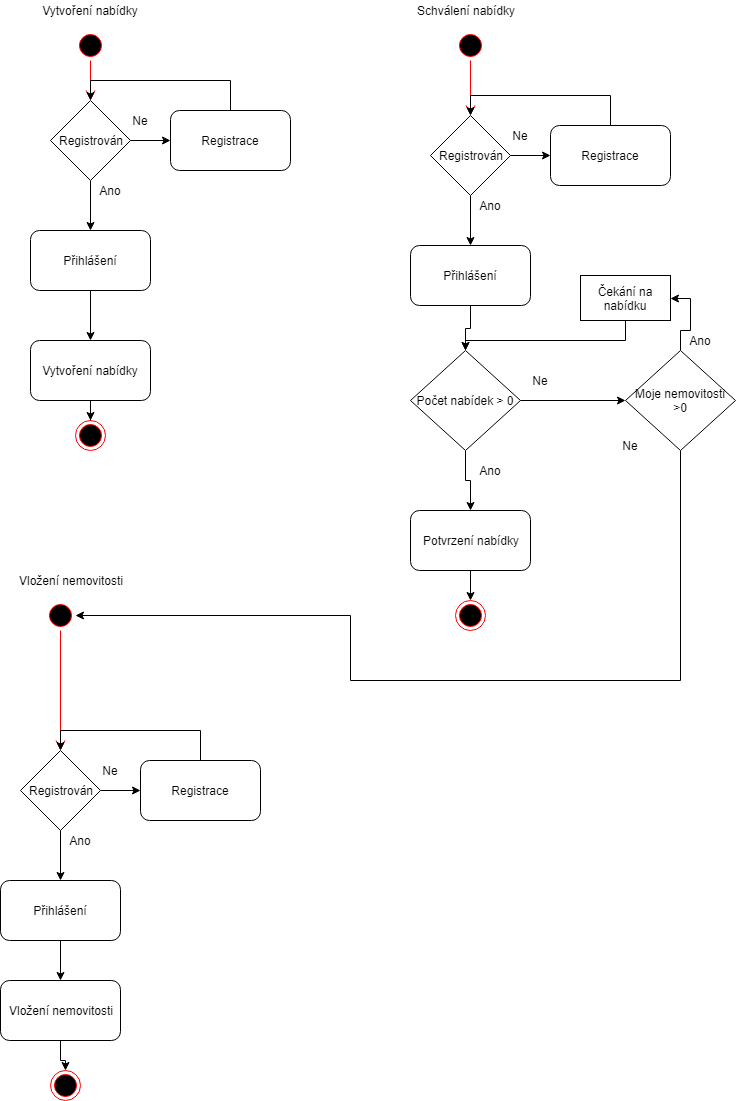 Vytvoření nabídky
Ne
Registrován
Registrace
Ano
Přihlášení
Vytvoření nabídky
Schválení nabídky
Ne
Registrován
Registrace
Ano
Přihlášení
Čekání na
nabídku
Ano
Ne
Počet nabídek > 0
Moje nemovitosti
>0
Ne
Ano
Potvrzení nabídky
Vložení nemovitosti
Ne
Registrován
Registrace
Ano
Přihlášení
Vložení nemovitosti